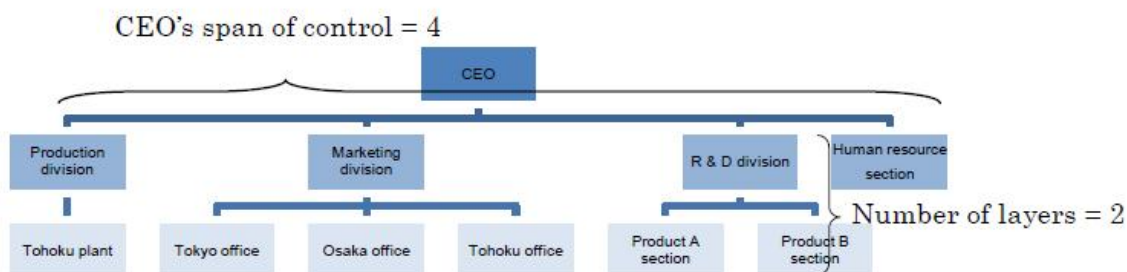 CEO's span of control = 4
CEO
Production
division
Marketing
division
R & D division
Human resource
section
Number of layers = 2
Tohoku plant
Tokyo office
Osaka office
Tohoku office
Product A
section
Product B
section